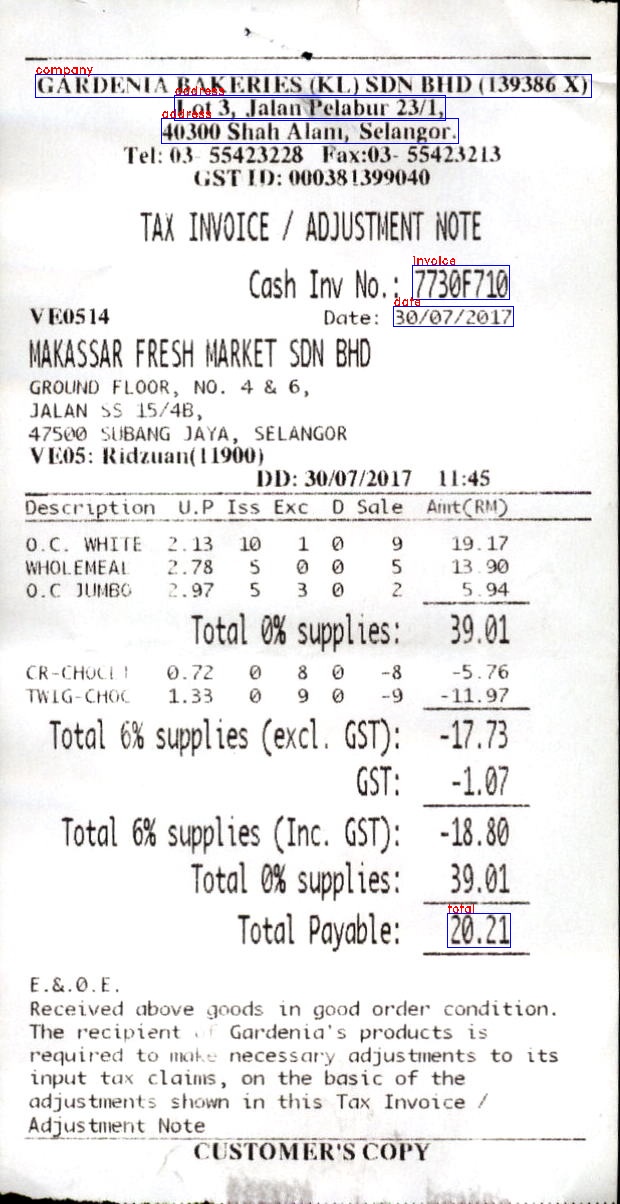 company
GARDENIA BAKERIES (KL) SDN BHD (139386 X)
address
Lot 3, Jalan Pelabur 23/1,
address
40300 Shah Alam, Selangor.
Tel: 03- 55423228 Fax:03- 55423213
GST ID: 000381399040
TAX INVOICE / ADJUSTMENT NOTE
invoice
Cash Inv No.: 7730F710
date
VE0514 Date: 30/07/2017
MAKASSAR FRESH MARKET SDN BHD
GROUND FLOOR, NO. 4 & 6,
JALAN SS 15/4B,
47500 SUBANG JAYA, SELANGOR
VE05: Ridzuan(11900)
DD: 30/07/2017 11:45
Description U.P Iss Exc D Sale Amt(RM)
O.C. WHITE 2.13 10 1 0 9 19.17
WHOLEMEAL 2.78 5 0 0 5 13.90
O.C JUMBO 2.97 5 3 0 2 5.94
Total 0% supplies: 39.01
0.72 0 8 0 -8 -5.76
TWIG-CHOC 1.33 0 9 0 -9 -11.97
Total 6% supplies (excl. GST): -17.73
GST: -1.07
Total 6% supplies (Inc. GST): -18.80
Total 0% supplies: 39.01
total
Total Payable: 20.21
E.&.O.E.
Received above goods in good order condition.
The recipient of Gardenia's products is
required to make necessary adjustments to its
input tax claims, on the basic of the
adjustments shown in this Tax Invoice /
Adjustment Note
CUSTOMER'S COPY